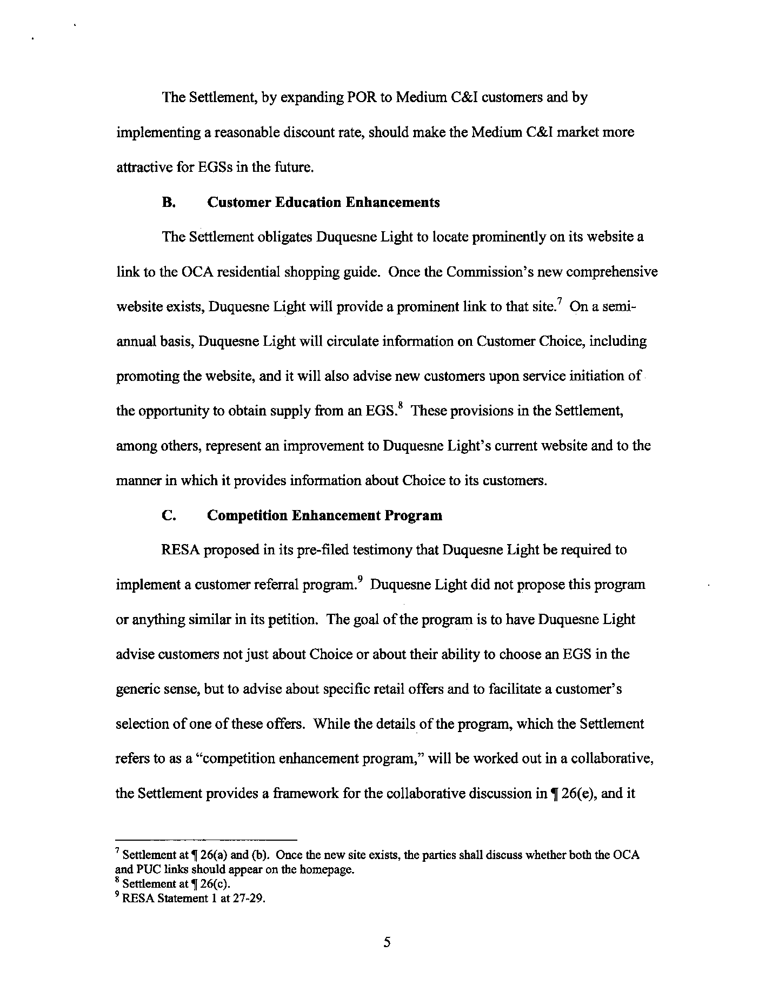 The Settlement, by expanding POR to Medium C&I customers and by
implementing a reasonable discount rate, should make the Medium C&I market more
attractive for EGSs in the future.
B. Customer Education Enhancements
The Settlement obligates Duquesne Light to locate prominently on its website a
link to the OCA residential shopping guide. Once the Commission's new comprehensive
website exists, Duquesne Light will provide a prominent link to that site.7 On a semi-
annual basis, Duquesne Light will circulate information on Customer Choice, including
promoting the website, and it will also advise new customers upon service initiation of
the opportunity to obtain supply from an EGS.8 These provisions in the Settlement,
among others, represent an improvement to Duquesne Light's current website and to the
manner in which it provides information about Choice to its customers.
C. Competition Enhancement Program
RESA proposed in its pre-filed testimony that Duquesne Light be required to
implement a customer referral program.9 Duquesne Light did not propose this program
or anything similar in its petition. The goal of the program is to have Duquesne Light
advise customers not just about Choice or about their ability to choose an EGS in the
generic sense, but to advise about specific retail offers and to facilitate a customer's
selection of one of these offers. While the details of the program, which the Settlement
refers to as a "competition enhancement program," will be worked out in a collaborative,
the Settlement provides a framework for the collaborative discussion in ¶ 26(e), and it
7 Settlement at ¶ 26(a) and (b). Once the new site exists, the parties shall discuss whether both the OCA
and PUC links should appear on the homepage.
8 Settlement at ¶ 26(c).
9 RESA Statement 1 at 27-29.
5